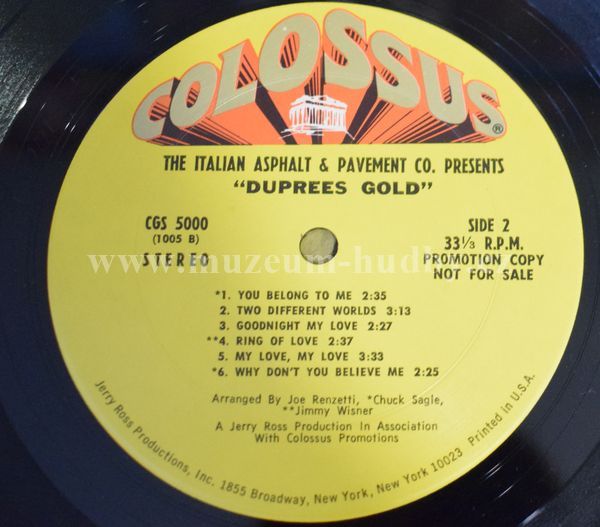 COLOSSUS®
THE ITALIAN ASPHALT & PAVEMENT CO. PRESENTS
"DUPREES GOLD"
CGS 5000
(1005 B)
STEREO
SIDE 2
33⅓ R.P.M.
PROMOTION COPY
NOT FOR SALE
*1. YOU BELONG TO ME 2:35
2. TWO DIFFERENT WORLDS 3:13
3. GOODNIGHT MY LOVE 2:27
**4. RING OF LOVE 2:37
5. MY LOVE, MY LOVE 3:33
*6. WHY DON'T YOU BELIEVE ME 2:25
Arranged By Joe Renzetti, *Chuck Sagle,
**Jimmy Wisner
A Jerry Ross Production In Association
With Colossus Promotions
Jerry Ross Productions, Inc. 1855 Broadway, New York, New York 10023 Printed in U.S.A.